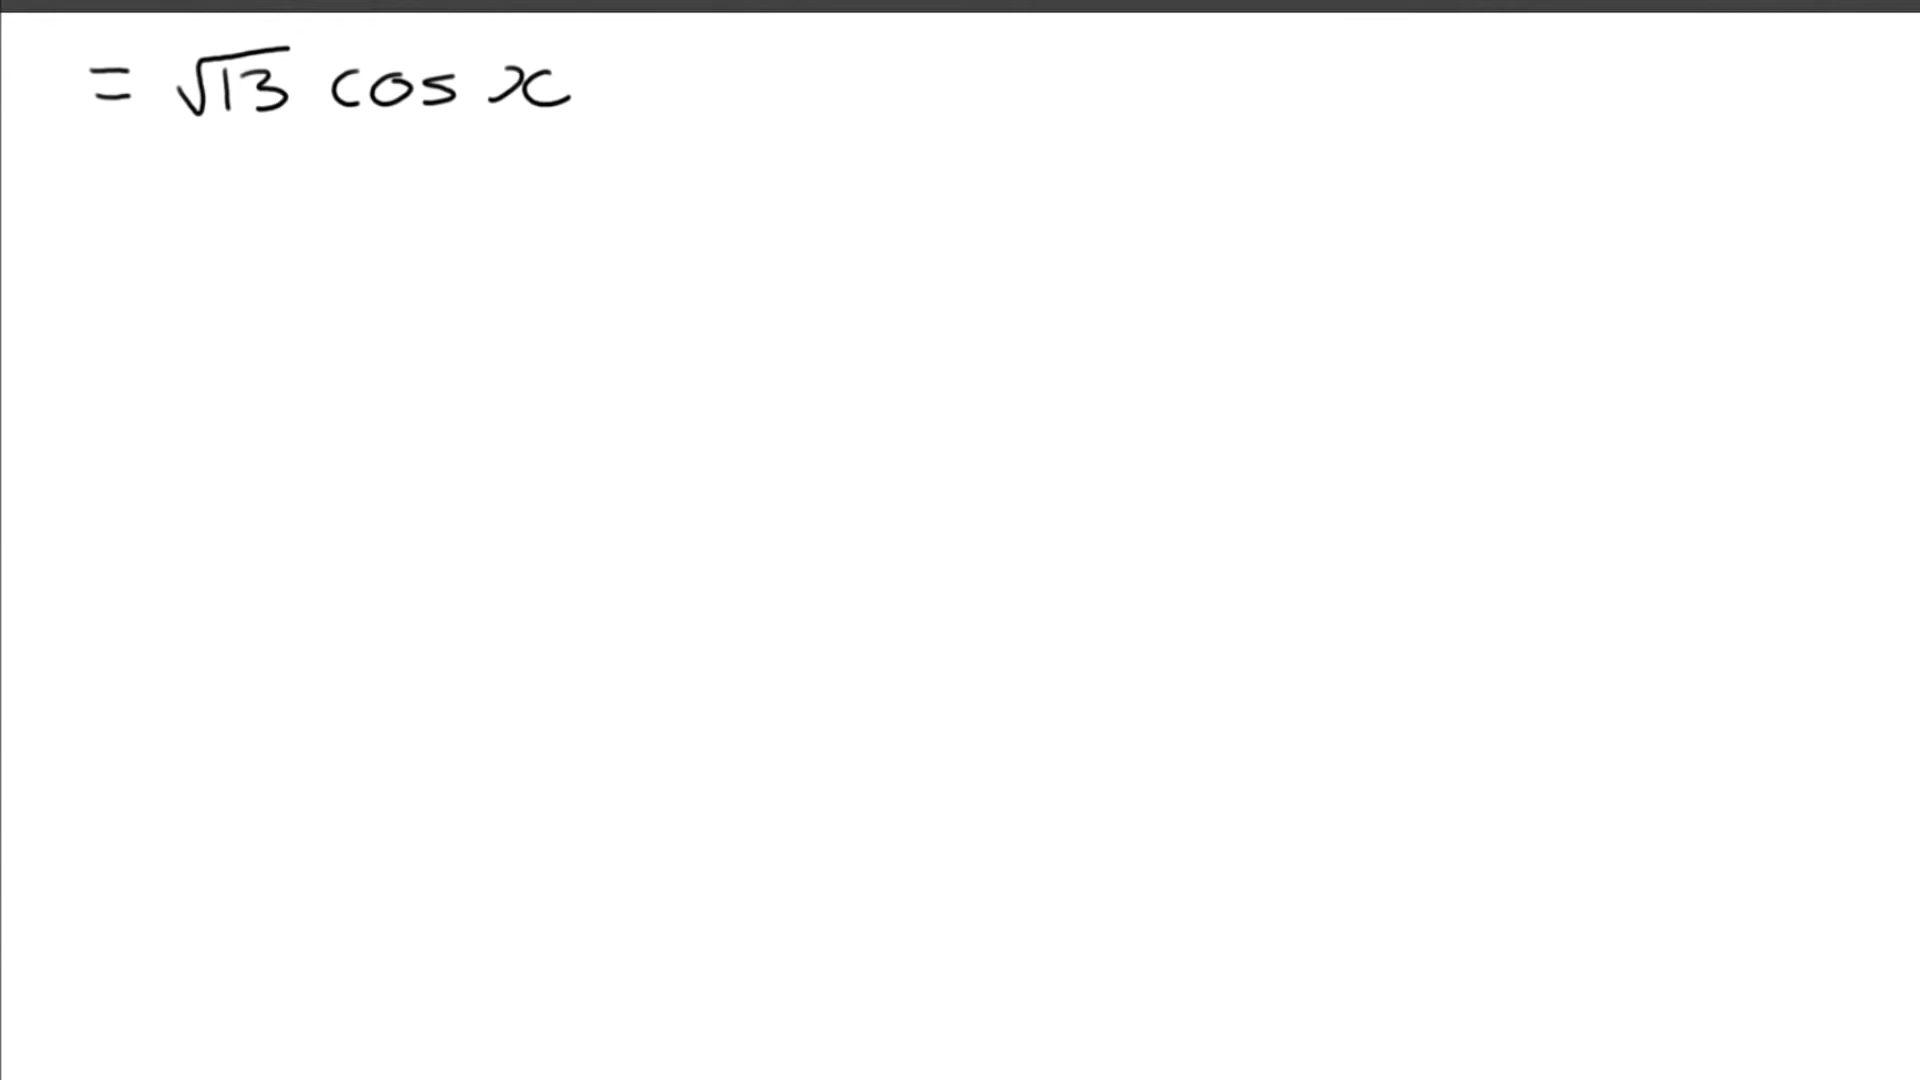 = √13 cos x